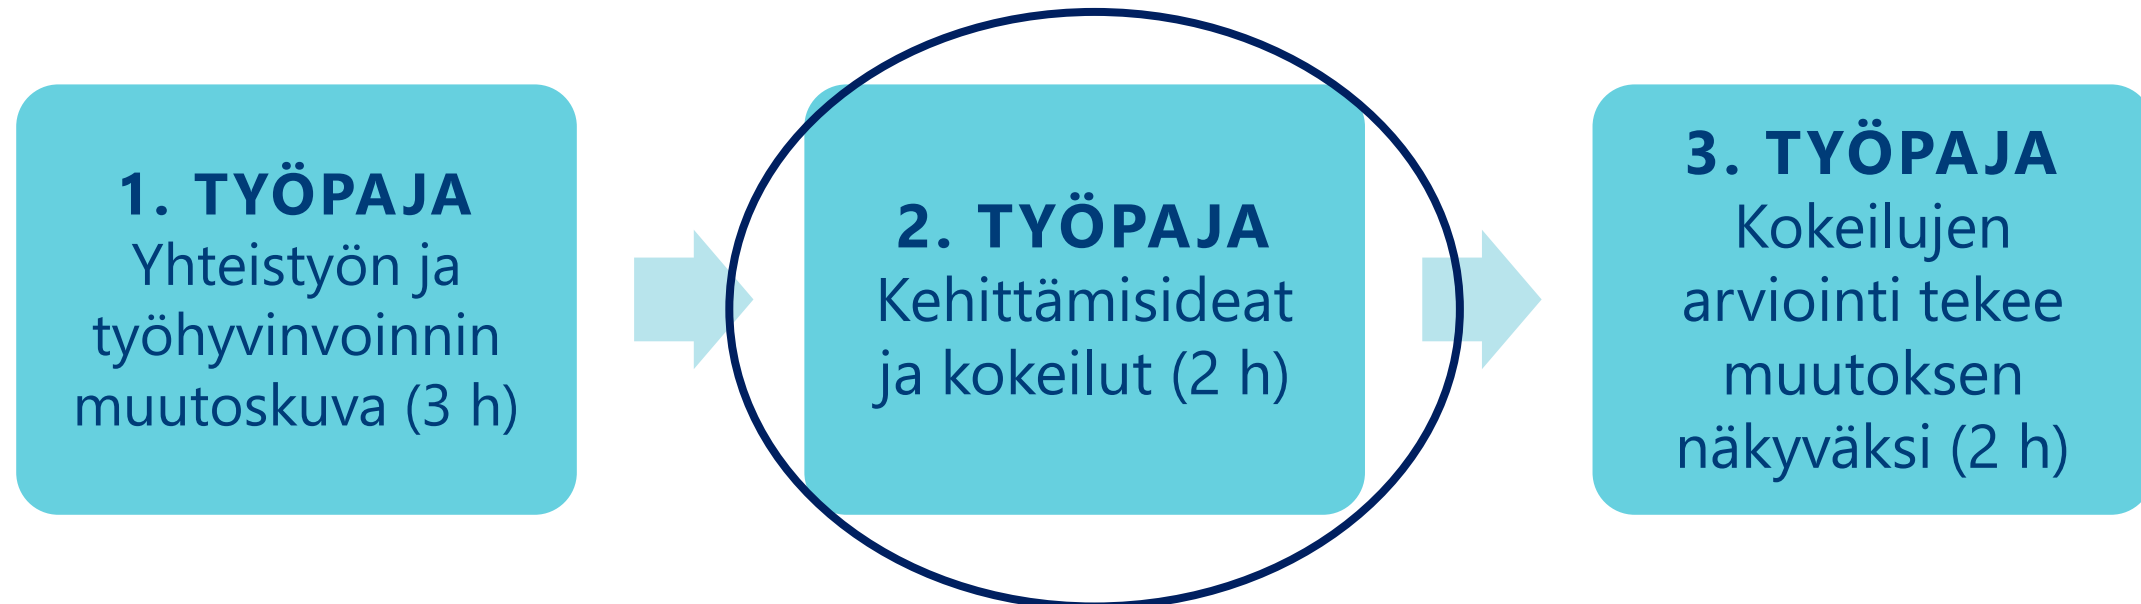 1. TYÖPAJA
Yhteistyön ja
työhyvinvoinnin
muutoskuva (3 h)
2. TYÖPAJA
Kehittämisideat
ja kokeilut (2 h)
3. TYÖPAJA
Kokeilujen
arviointi tekee
muutoksen
näkyväksi (2 h)